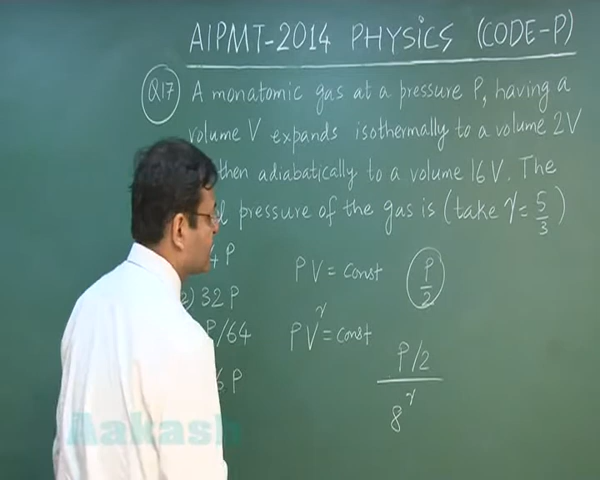 AIPMT-2014 PHYSICS (CODE-P)
Q17 A monatomic gas at a pressure P, having a
volume V expands isothermally to a volume 2V
then adiabatically to a volume 16V. The
pressure of the gas is (take γ = 5/3)
P
PV = const
P/2
32 P
P/64
PV^γ = const
P/2
8^γ
P
Aakash